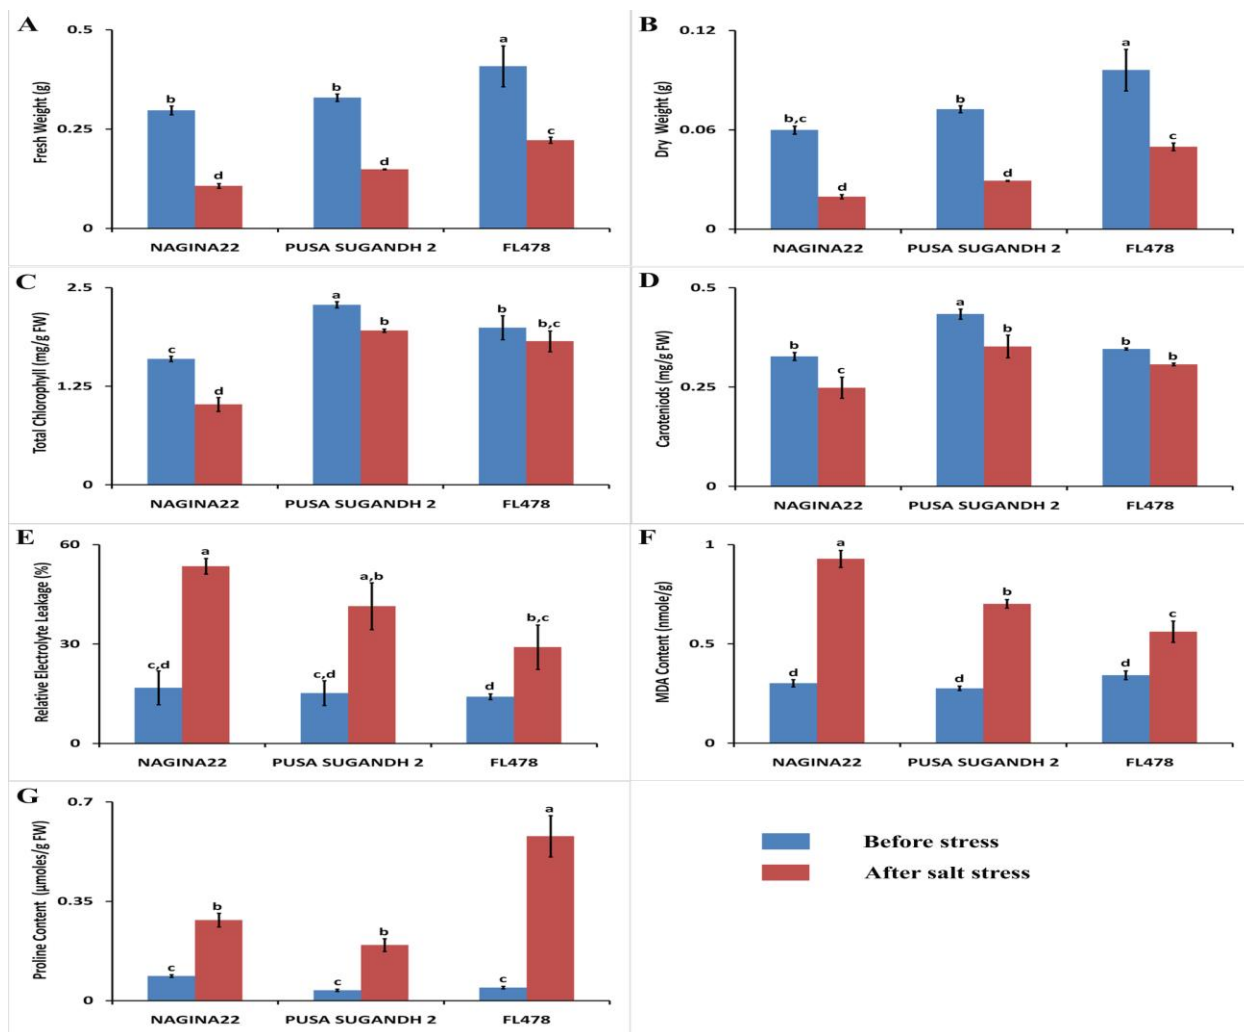 A
Fresh Weight (g)
0.5
0.25
0
b
d
b
d
a
c
NAGINA22 PUSA SUGANDH 2 FL478
B
Dry Weight (g)
0.12
0.06
0
b,c
d
b
d
a
c
NAGINA22 PUSA SUGANDH 2 FL478
C
Total Chlorophyll (mg/g FW)
2.5
1.25
0
c
d
a
b
b
b,c
NAGINA22 PUSA SUGANDH 2 FL478
D
Caroteniods (mg/g FW)
0.5
0.25
0
b
c
a
b
b
b
NAGINA22 PUSA SUGANDH 2 FL478
E
Relative Electrolyte Leakage (%)
60
30
0
c,d
a
c,d
a,b
d
b,c
NAGINA22 PUSA SUGANDH 2 FL478
F
MDA Content (nmole/g)
1
0.5
0
d
a
d
b
d
c
NAGINA22 PUSA SUGANDH 2 FL478
G
Proline Content (µmoles/g FW)
0.7
0.35
0
c
b
c
b
c
a
NAGINA22 PUSA SUGANDH 2 FL478
Before stress
After salt stress